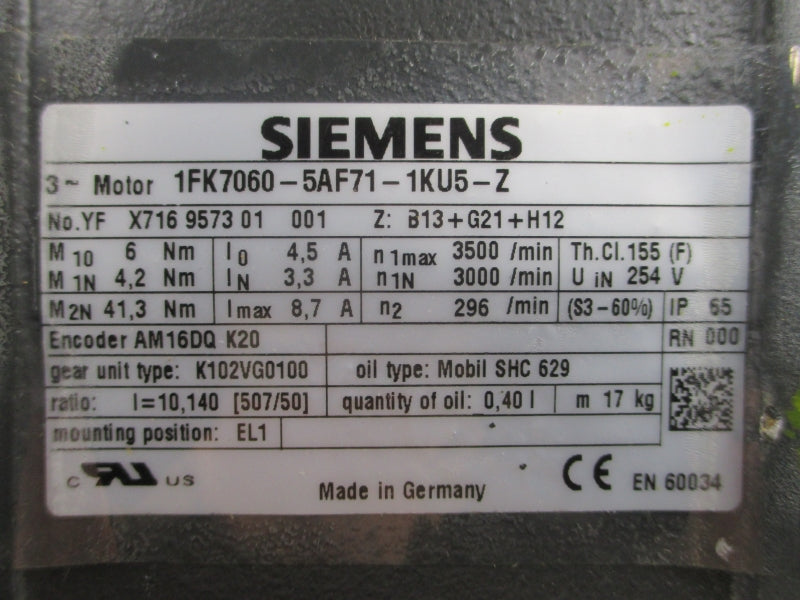 SIEMENS
3 ~ Motor 1FK7060-5AF71-1KU5-Z
No.YF X716 9573 01 001 Z: B13+G21+H12
M10 6 Nm I0 4,5 A n1max 3500 /min Th.Cl.155 (F)
M1N 4,2 Nm IN 3,3 A n1N 3000 /min UiN 254 V
M2N 41,3 Nm Imax 8,7 A n2 296 /min (S3-60%) IP 65
Encoder AM16DQ K20 RN 000
gear unit type: K102VG0100 oil type: Mobil SHC 629
ratio: I=10,140 [507/50] quantity of oil: 0,40 l m 17 kg
mounting position: EL1
c RU US Made in Germany CE EN 60034